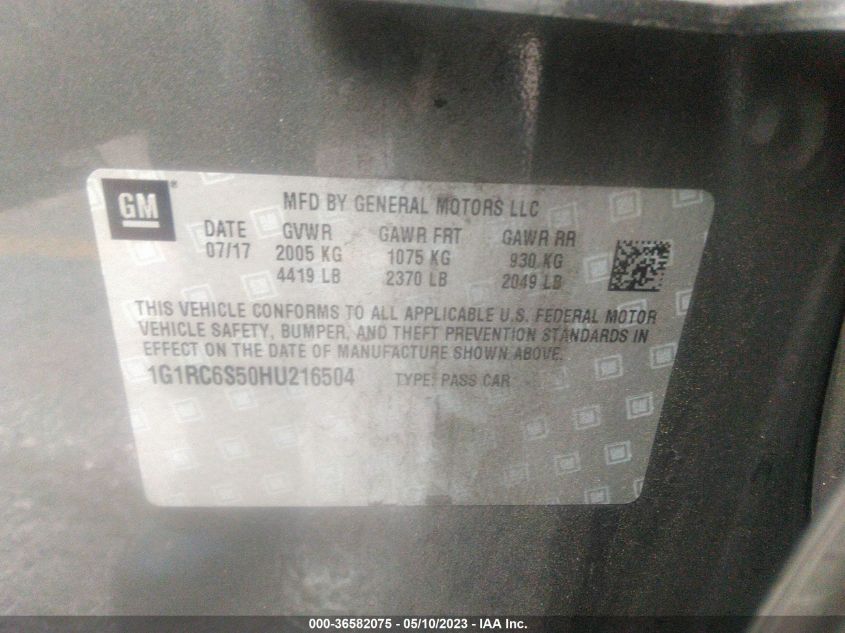 GM ®
MFD BY GENERAL MOTORS LLC
DATE GVWR GAWR FRT GAWR RR
07/17 2005 KG 1075 KG 930 KG
4419 LB 2370 LB 2049 LB
THIS VEHICLE CONFORMS TO ALL APPLICABLE U.S. FEDERAL MOTOR
VEHICLE SAFETY, BUMPER, AND THEFT PREVENTION STANDARDS IN
EFFECT ON THE DATE OF MANUFACTURE SHOWN ABOVE.
1G1RC6S50HU216504 TYPE: PASS CAR
000-36582075 - 05/10/2023 - IAA Inc.